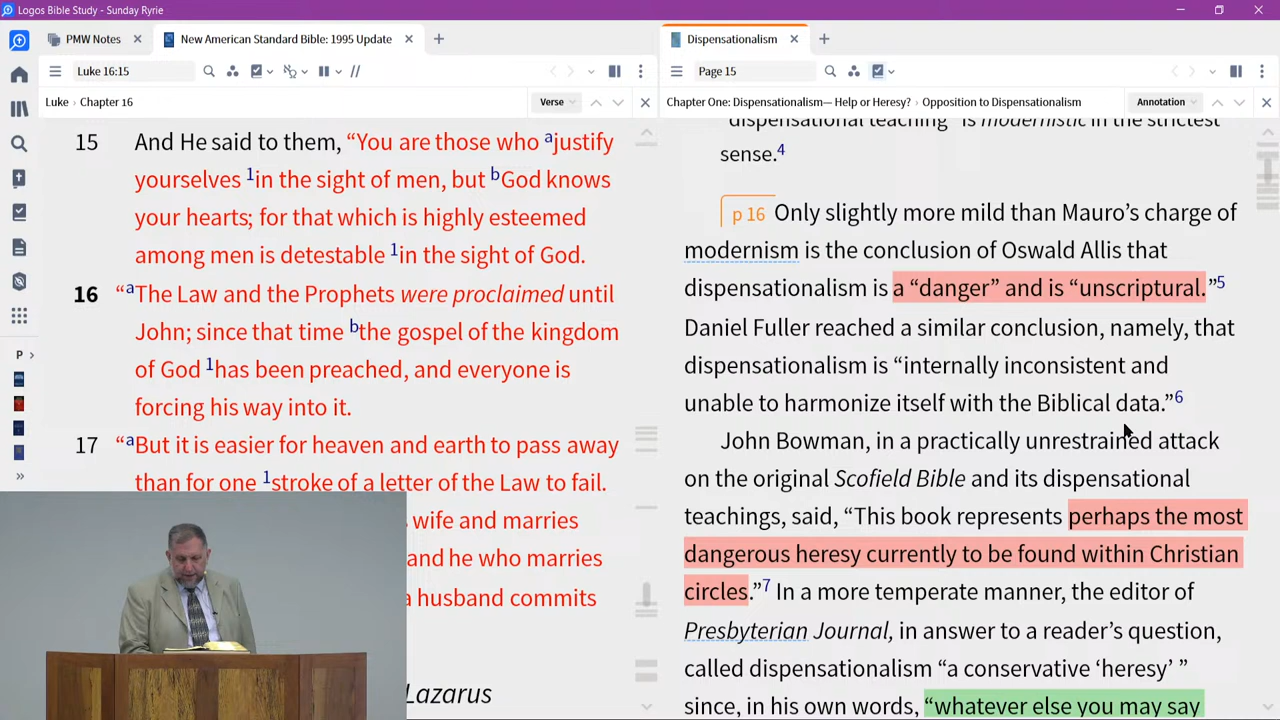 Logos Bible Study - Sunday Ryrie
PMW Notes
New American Standard Bible: 1995 Update
Luke 16:15
Luke › Chapter 16
Verse
15 And He said to them, “You are those who ajustify
yourselves 1in the sight of men, but bGod knows
your hearts; for that which is highly esteemed
among men is detestable 1in the sight of God.
16 “aThe Law and the Prophets were proclaimed until
John; since that time bthe gospel of the kingdom
of God 1has been preached, and everyone is
forcing his way into it.
17 “aBut it is easier for heaven and earth to pass away
than for one 1stroke of a letter of the Law to fail.
wife and marries
and he who marries
a husband commits
Lazarus
P
Dispensationalism
Page 15
Chapter One: Dispensationalism— Help or Heresy? › Opposition to Dispensationalism
Annotation
dispensational teaching” is modernistic in the strictest
sense.4
p 16 Only slightly more mild than Mauro’s charge of
modernism is the conclusion of Oswald Allis that
dispensationalism is a “danger” and is “unscriptural.”5
Daniel Fuller reached a similar conclusion, namely, that
dispensationalism is “internally inconsistent and
unable to harmonize itself with the Biblical data.”6
John Bowman, in a practically unrestrained attack
on the original Scofield Bible and its dispensational
teachings, said, “This book represents perhaps the most
dangerous heresy currently to be found within Christian
circles.”7 In a more temperate manner, the editor of
Presbyterian Journal, in answer to a reader’s question,
called dispensationalism “a conservative ‘heresy’ ”
since, in his own words, “whatever else you may say